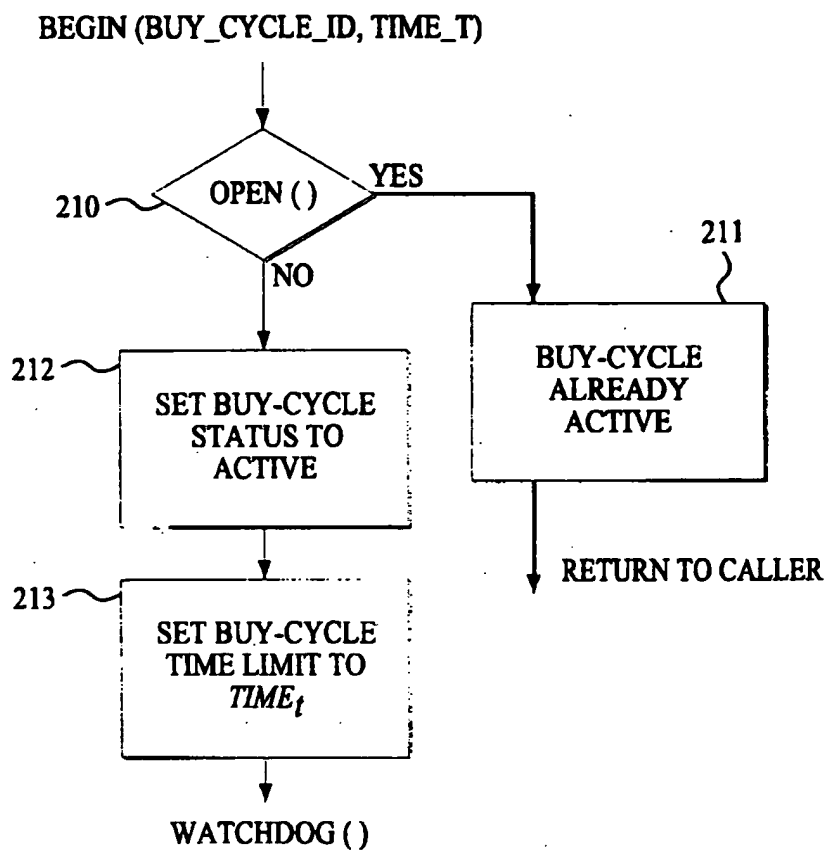 BEGIN (BUY_CYCLE_ID, TIME_T)
OPEN ( )
YES
210
NO
211
BUY-CYCLE
ALREADY
ACTIVE
212
SET BUY-CYCLE
STATUS TO
ACTIVE
RETURN TO CALLER
213
SET BUY-CYCLE
TIME LIMIT TO
TIMEt
WATCHDOG ( )